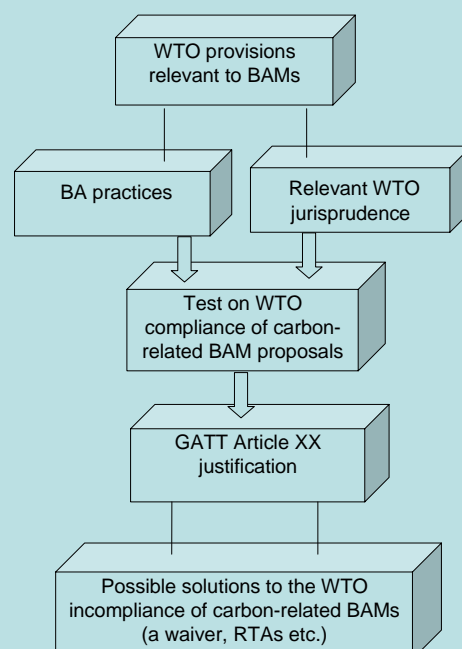 WTO provisions
relevant to BAMs
BA practices
Relevant WTO
jurisprudence
Test on WTO
compliance of carbon-
related BAM proposals
GATT Article XX
justification
Possible solutions to the WTO
incompliance of carbon-related BAMs
(a waiver, RTAs etc.)